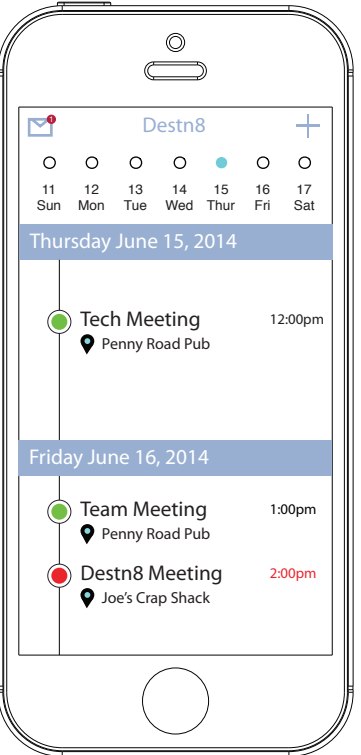 1
Destn8
11 12 13 14 15 16 17
Sun Mon Tue Wed Thur Fri Sat
Thursday June 15, 2014
Tech Meeting 12:00pm
Penny Road Pub
Friday June 16, 2014
Team Meeting 1:00pm
Penny Road Pub
Destn8 Meeting 2:00pm
Joe's Crap Shack